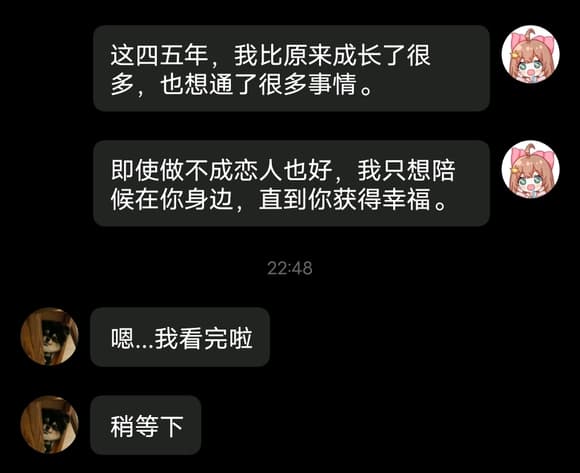 这四五年，我比原来成长了很
多，也想通了很多事情。
即使做不成恋人也好，我只想陪
候在你身边，直到你获得幸福。
22:48
嗯...我看完啦
稍等下